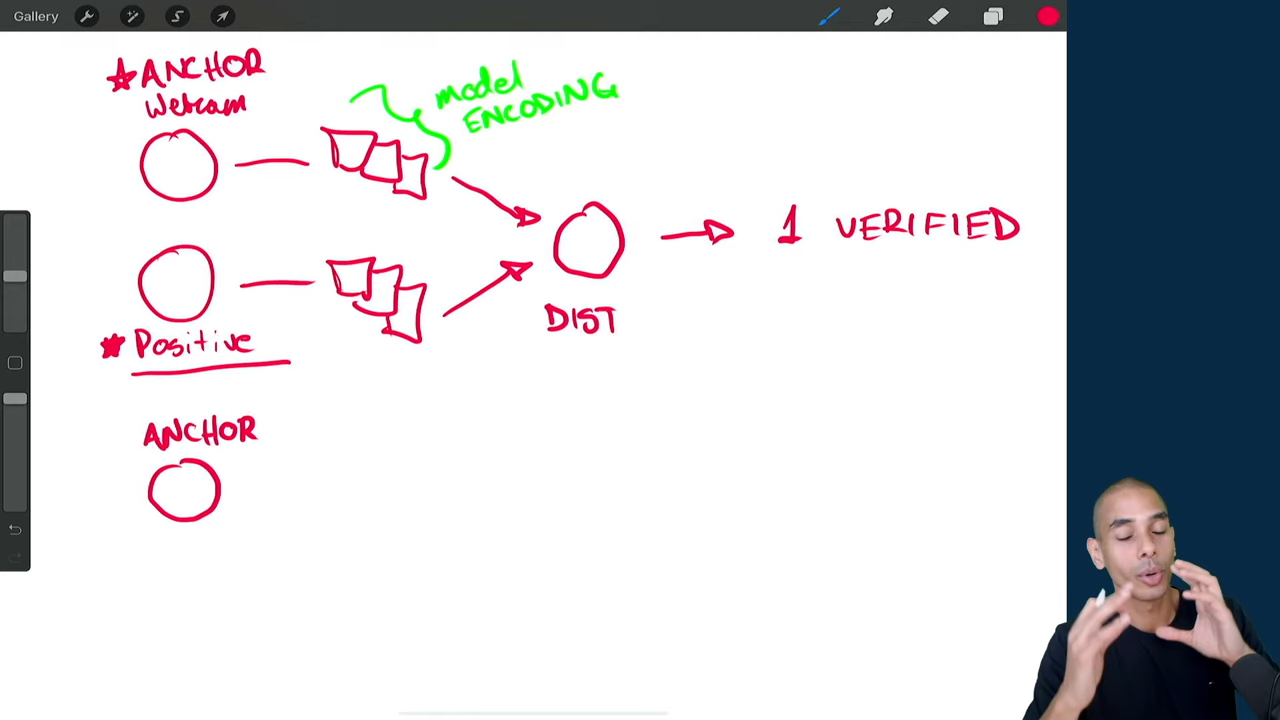 Gallery
ANCHOR
Webcam
model
ENCODING
1 VERIFIED
DIST
Positive
ANCHOR